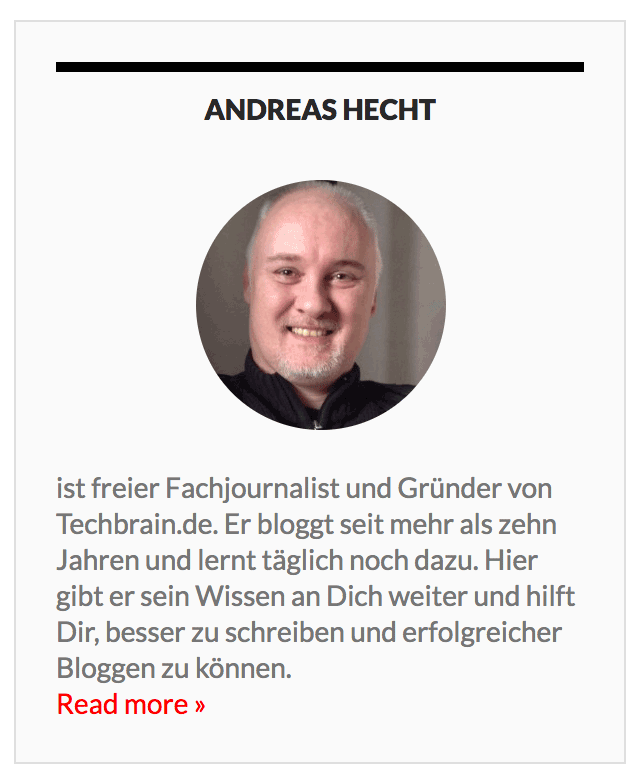 ANDREAS HECHT
ist freier Fachjournalist und Gründer von
Techbrain.de. Er bloggt seit mehr als zehn
Jahren und lernt täglich noch dazu. Hier
gibt er sein Wissen an Dich weiter und hilft
Dir, besser zu schreiben und erfolgreicher
Bloggen zu können.
Read more »